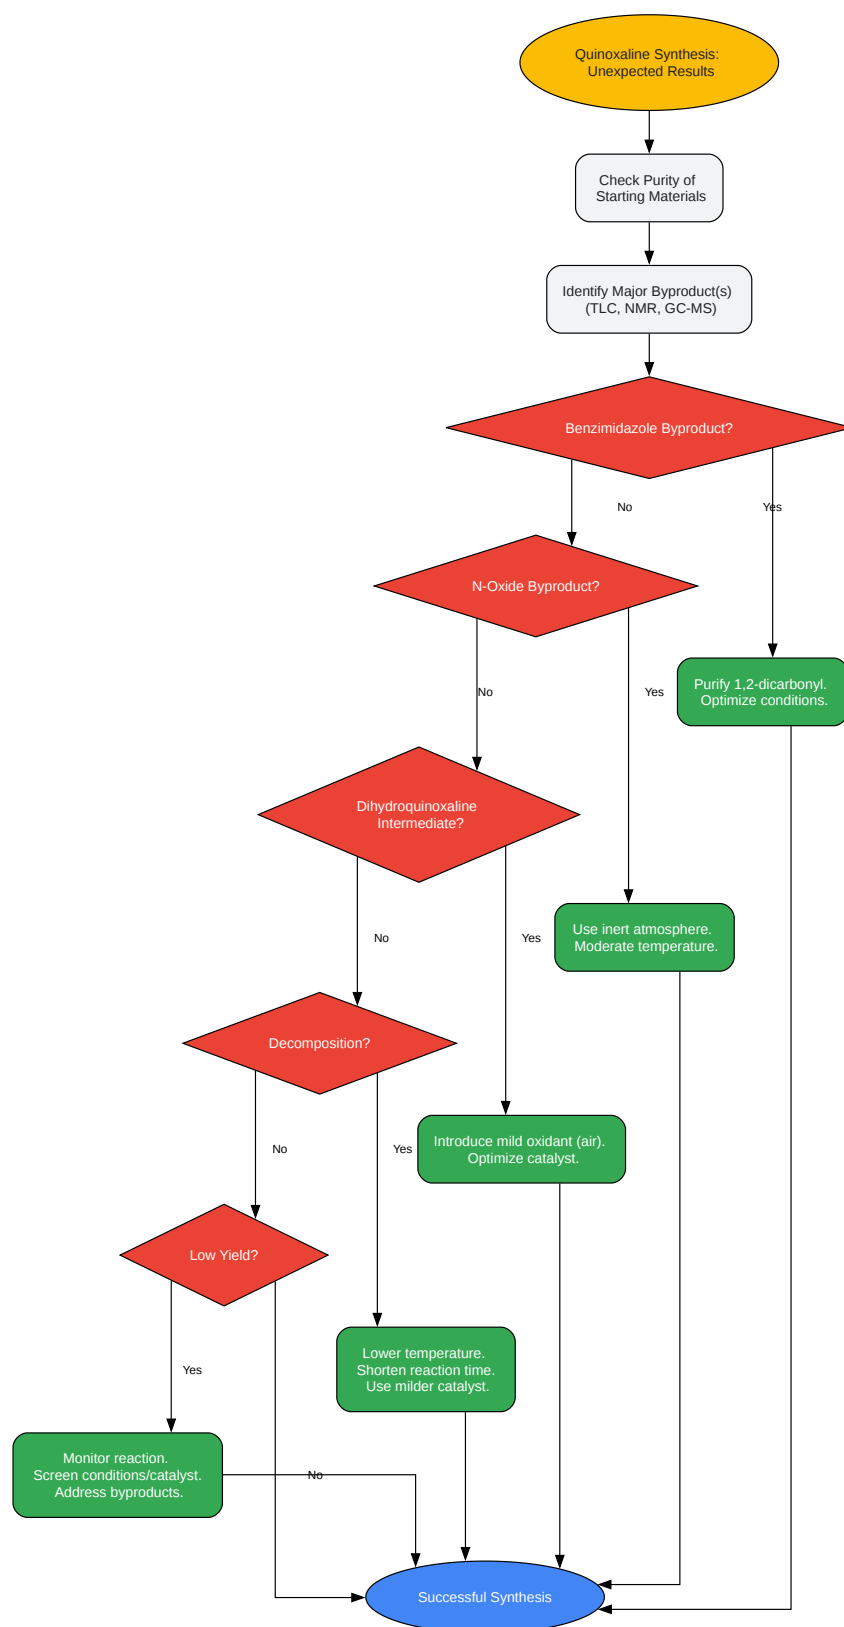 Quinoxaline Synthesis:
Unexpected Results
Check Purity of
Starting Materials
Identify Major Byproduct(s)
(TLC, NMR, GC-MS)
Benzimidazole Byproduct?
No
Yes
N-Oxide Byproduct?
Purify 1,2-dicarbonyl.
Optimize conditions.
No
Yes
Dihydroquinoxaline
Intermediate?
Use inert atmosphere.
Moderate temperature.
No
Yes
Decomposition?
Introduce mild oxidant (air).
Optimize catalyst.
No
Yes
Low Yield?
Lower temperature.
Shorten reaction time.
Use milder catalyst.
Yes
Monitor reaction.
Screen conditions/catalyst.
Address byproducts.
No
Successful Synthesis